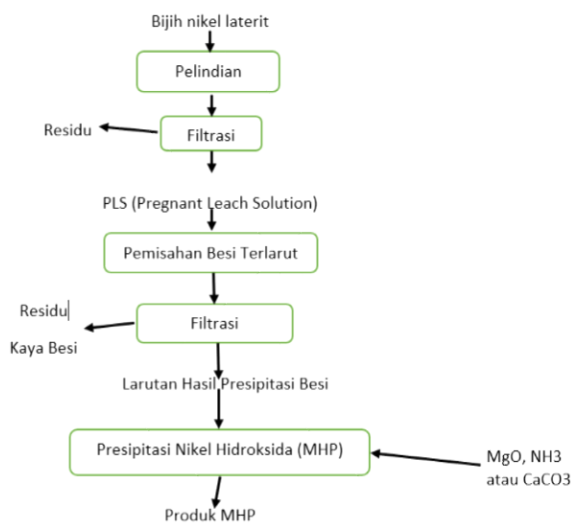 Bijih nikel laterit
Pelindian
Residu
Filtrasi
PLS (Pregnant Leach Solution)
Pemisahan Besi Terlarut
Residu
Kaya Besi
Filtrasi
Larutan Hasil Presipitasi Besi
Presipitasi Nikel Hidroksida (MHP)
MgO, NH3
atau CaCO3
Produk MHP